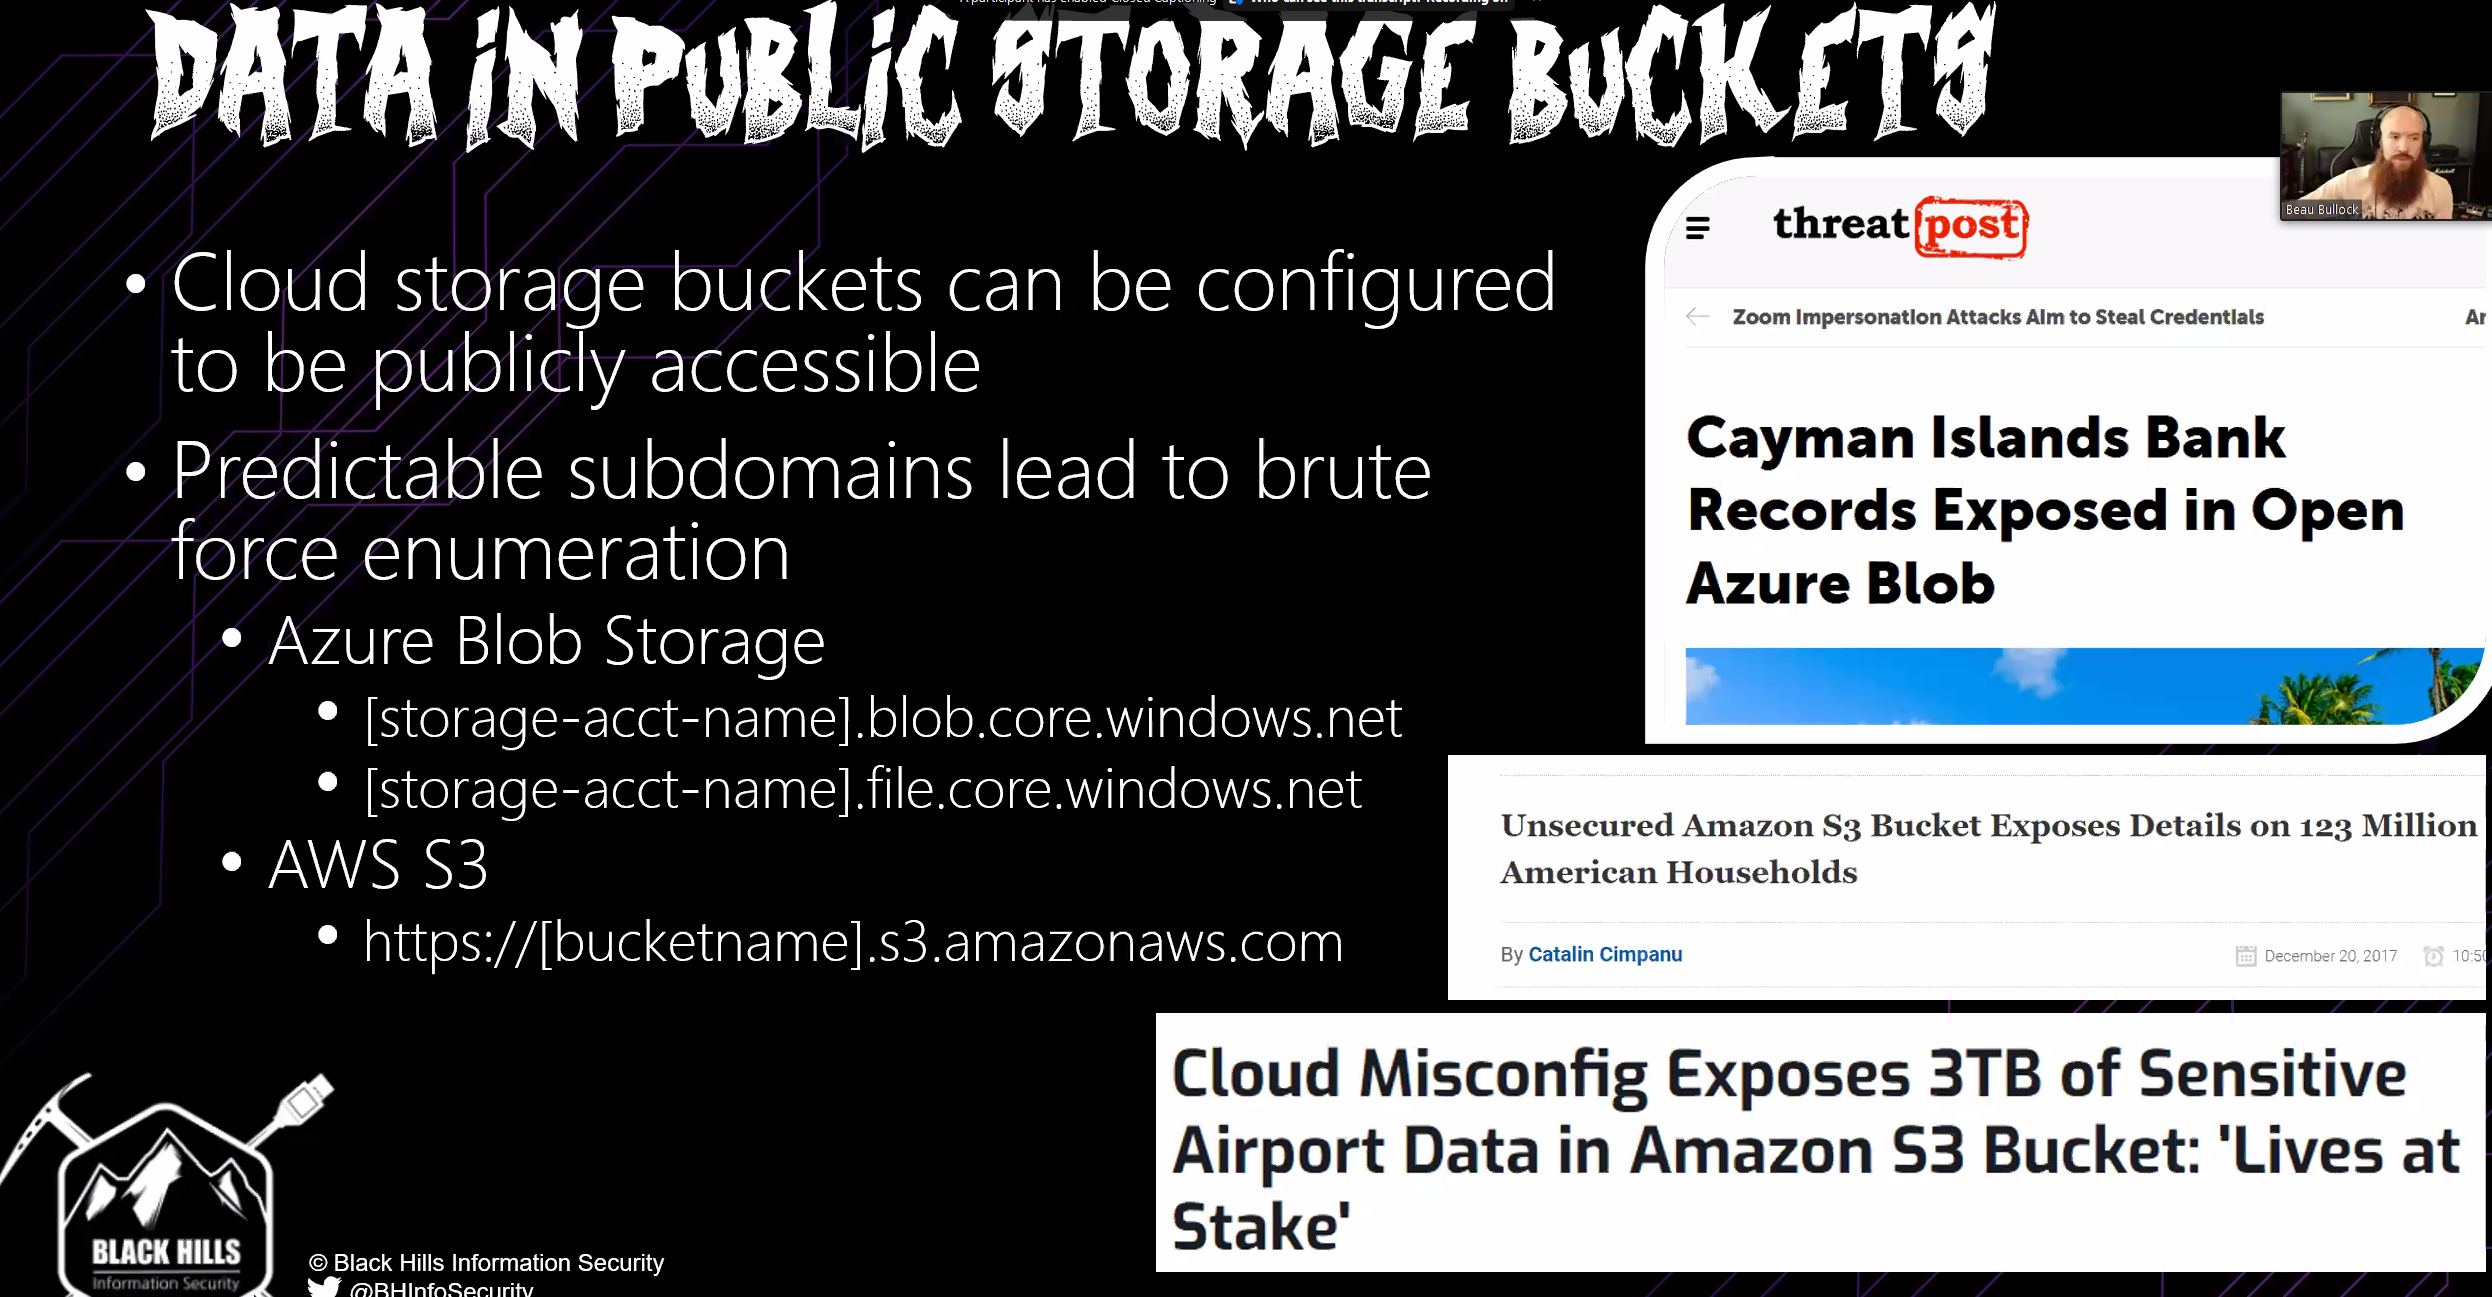 DATA IN PUBLIC STORAGE BUCKETS
• Cloud storage buckets can be configured
to be publicly accessible
• Predictable subdomains lead to brute
force enumeration
• Azure Blob Storage
• [storage-acct-name].blob.core.windows.net
• [storage-acct-name].file.core.windows.net
• AWS S3
• https://[bucketname].s3.amazonaws.com
Beau Bullock
threat post
Zoom Impersonation Attacks Aim to Steal Credentials
Cayman Islands Bank
Records Exposed in Open
Azure Blob
Unsecured Amazon S3 Bucket Exposes Details on 123 Million
American Households
By Catalin Cimpanu
December 20, 2017
Cloud Misconfig Exposes 3TB of Sensitive
Airport Data in Amazon S3 Bucket: 'Lives at
Stake'
BLACK HILLS
Information Security
© Black Hills Information Security
@BHInfoSecurity